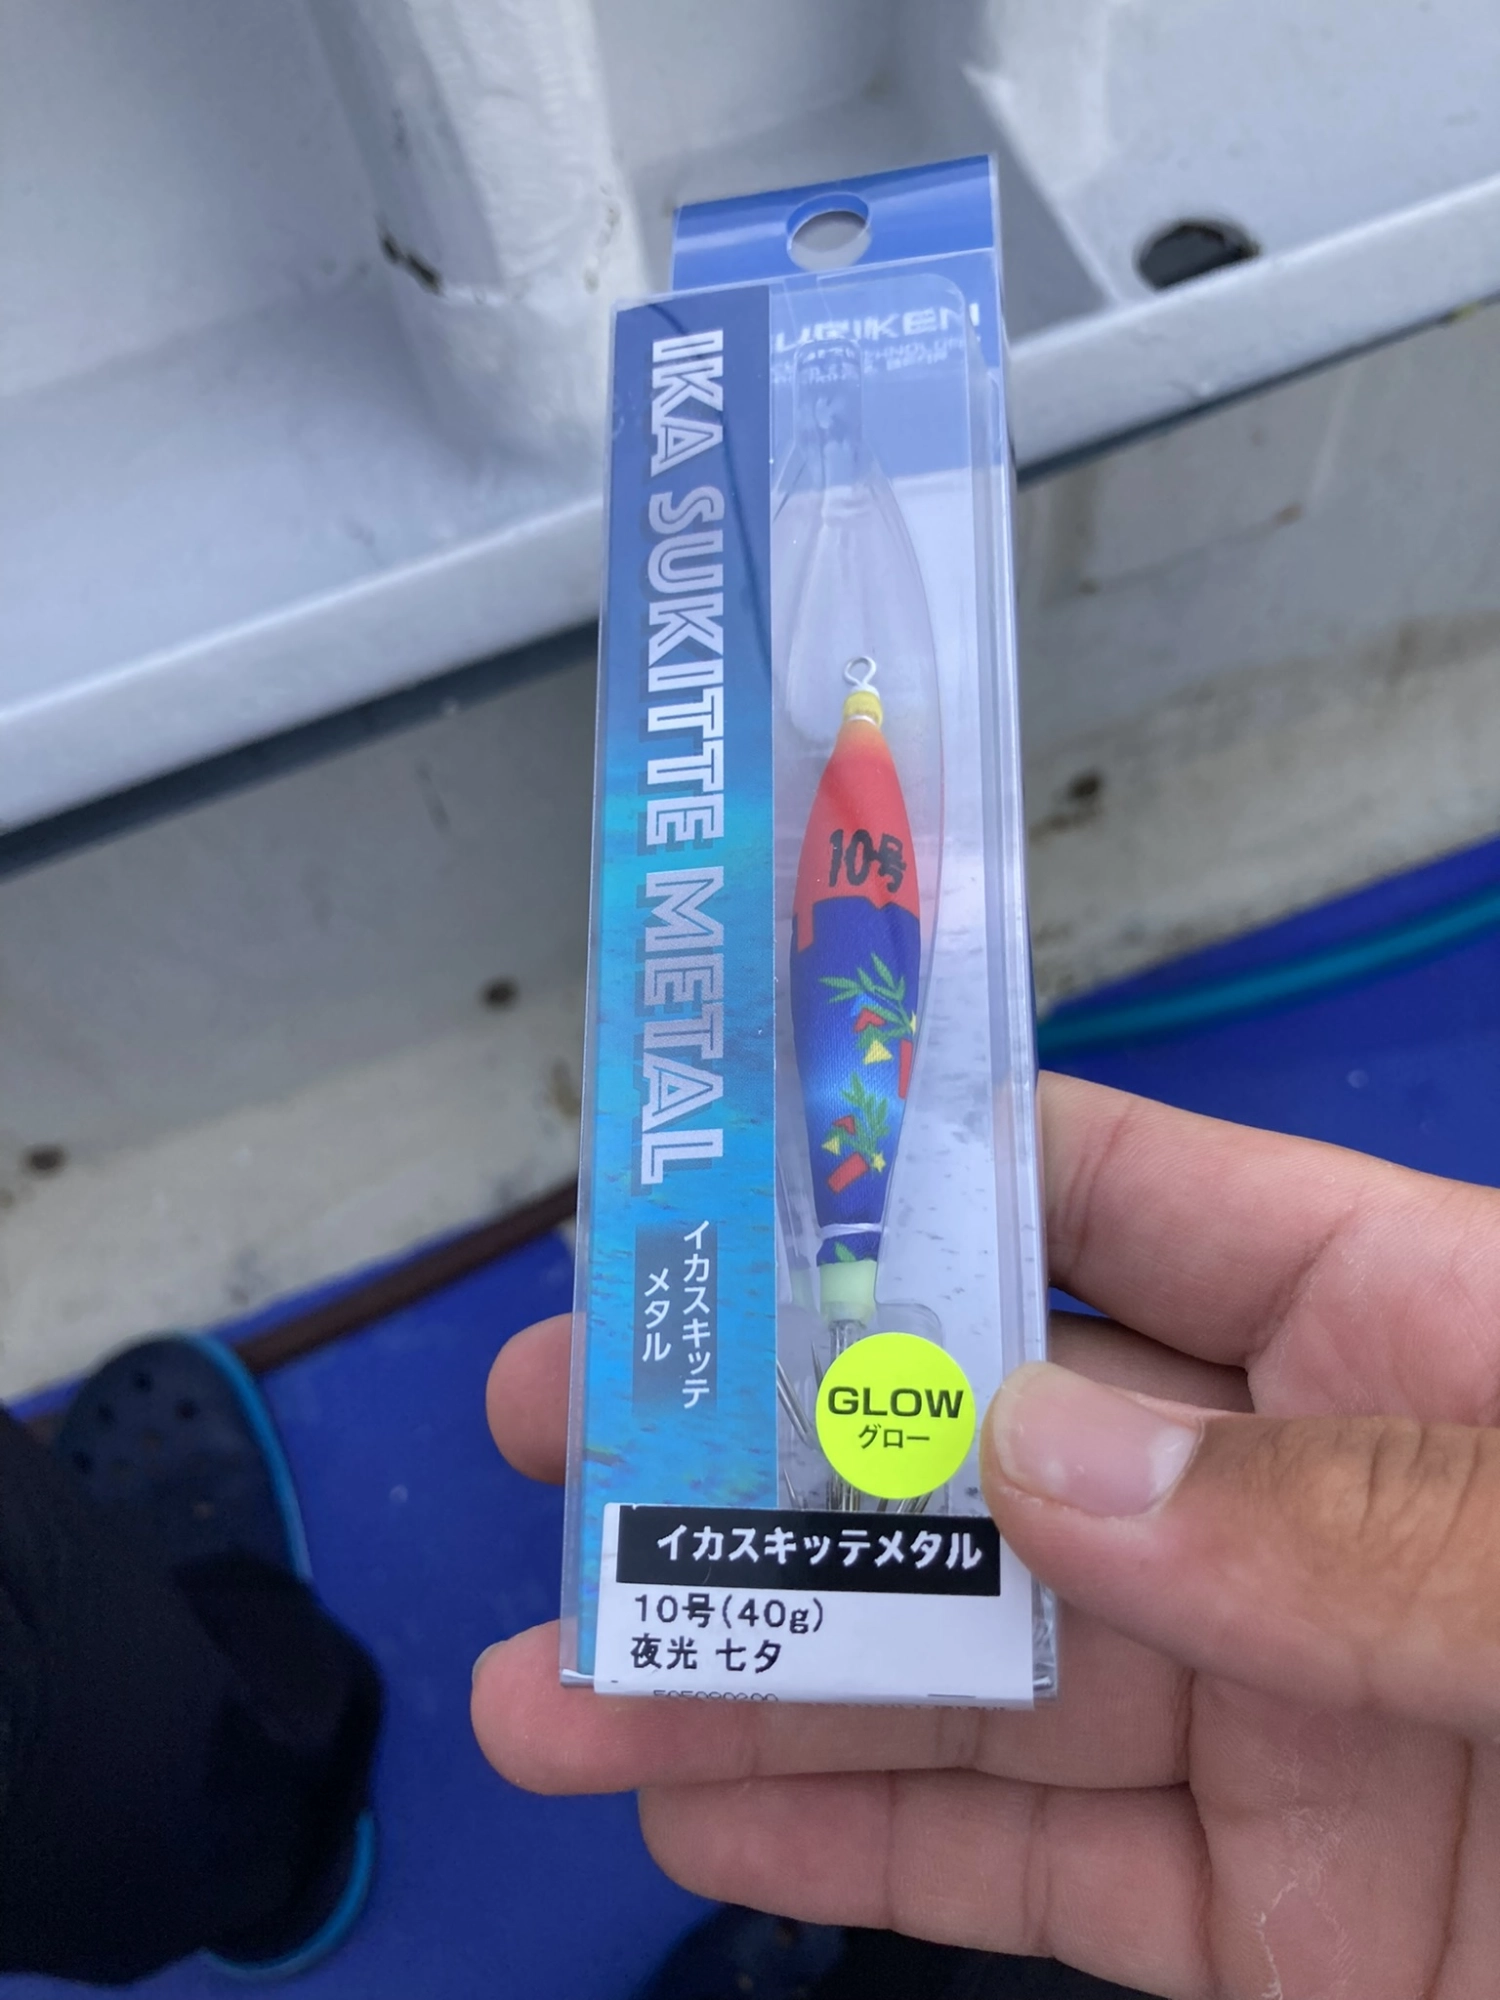 IKA SUKITTE METAL
イカスキッテ
メタル
10号
GLOW
グロー
イカスキッテメタル
10号(40g)
夜光 七夕